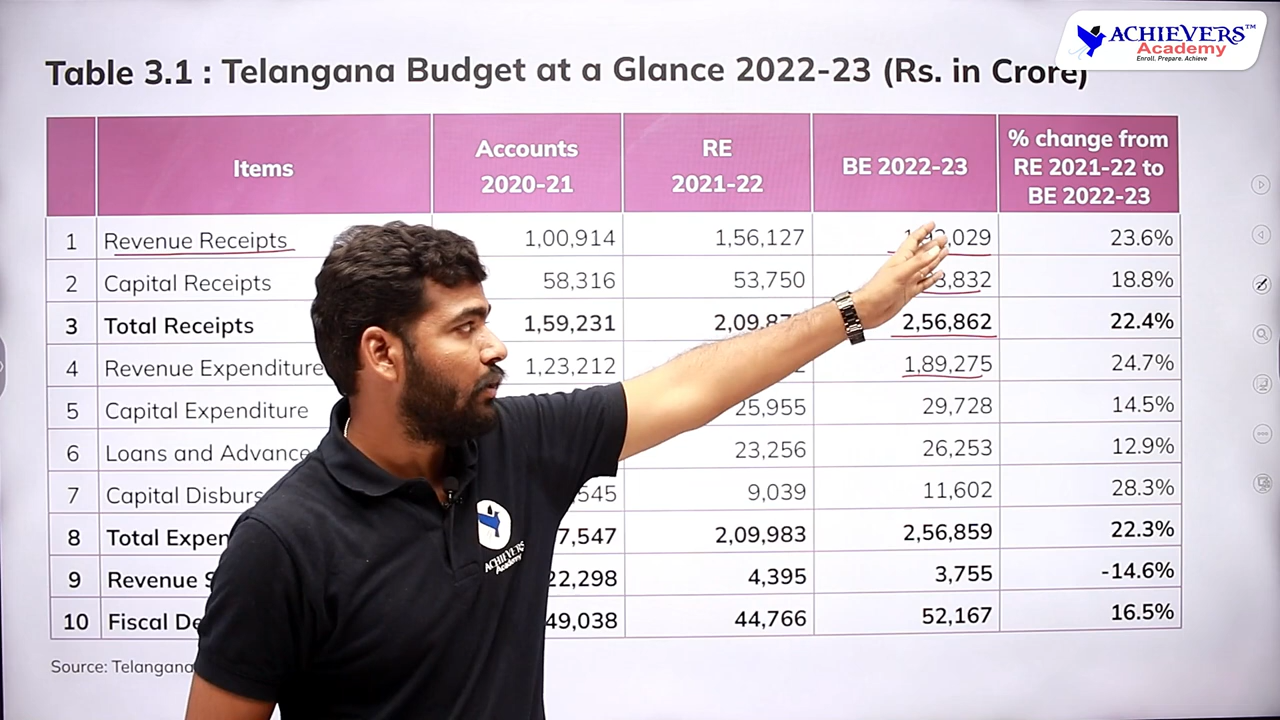 ACHIEVERS™
Academy
Enroll. Prepare. Achieve
Table 3.1 : Telangana Budget at a Glance 2022-23 (Rs. in Crore)
Items Accounts 2020-21 RE 2021-22 BE 2022-23 % change from RE 2021-22 to BE 2022-23
1 Revenue Receipts 1,00,914 1,56,127 23.6%
2 Capital Receipts 58,316 53,750 18.8%
3 Total Receipts 1,59,231 2,56,862 22.4%
4 Revenue Expenditure 1,23,212 1,89,275 24.7%
5 Capital Expenditure 25,955 29,728 14.5%
6 Loans and 23,256 26,253 12.9%
7 Capital 9,039 11,602 28.3%
8 Total 2,09,983 2,56,859 22.3%
9 Revenue 4,395 3,755 -14.6%
10 Fiscal 49,038 44,766 52,167 16.5%
Source: Telangana
ACHIEVERS
Academy